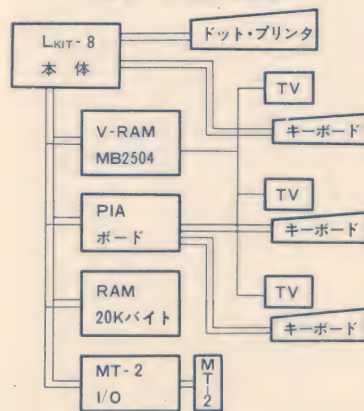 LKIT-8
本体
ドット・プリンタ
TV
キーボード
V-RAM
MB2504
TV
キーボード
PIA
ボード
TV
キーボード
RAM
20Kバイト
MT-2
I/O
MT-2